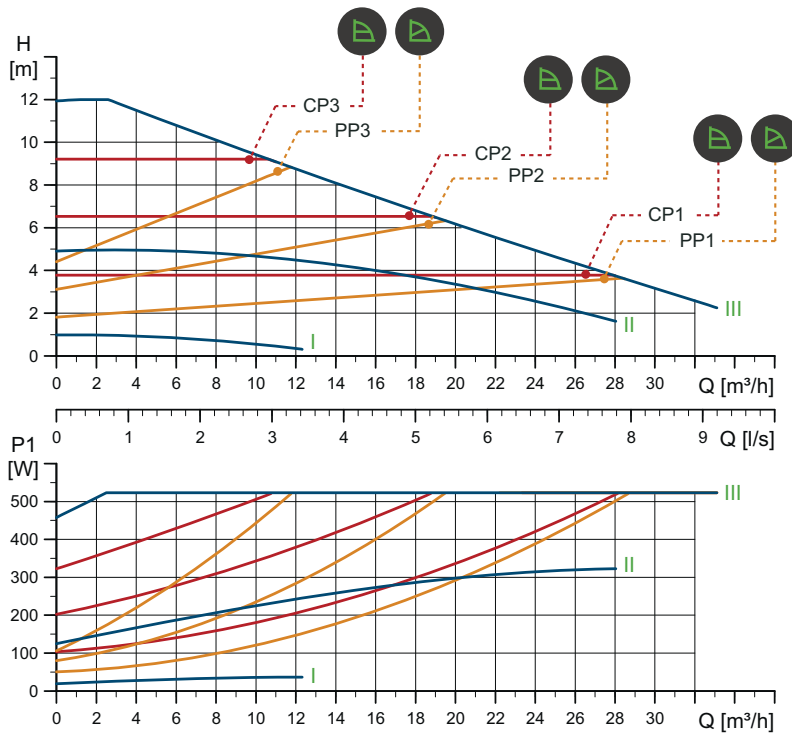 H
[m]
12
10
8
6
4
2
0
CP3
PP3
CP2
PP2
CP1
PP1
III
II
I
0 2 4 6 8 10 12 14 16 18 20 22 24 26 28 30 Q [m³/h]
0 1 2 3 4 5 6 7 8 9 Q [l/s]
P1
[W]
500
400
300
200
100
0
III
II
I
0 2 4 6 8 10 12 14 16 18 20 22 24 26 28 30 Q [m³/h]